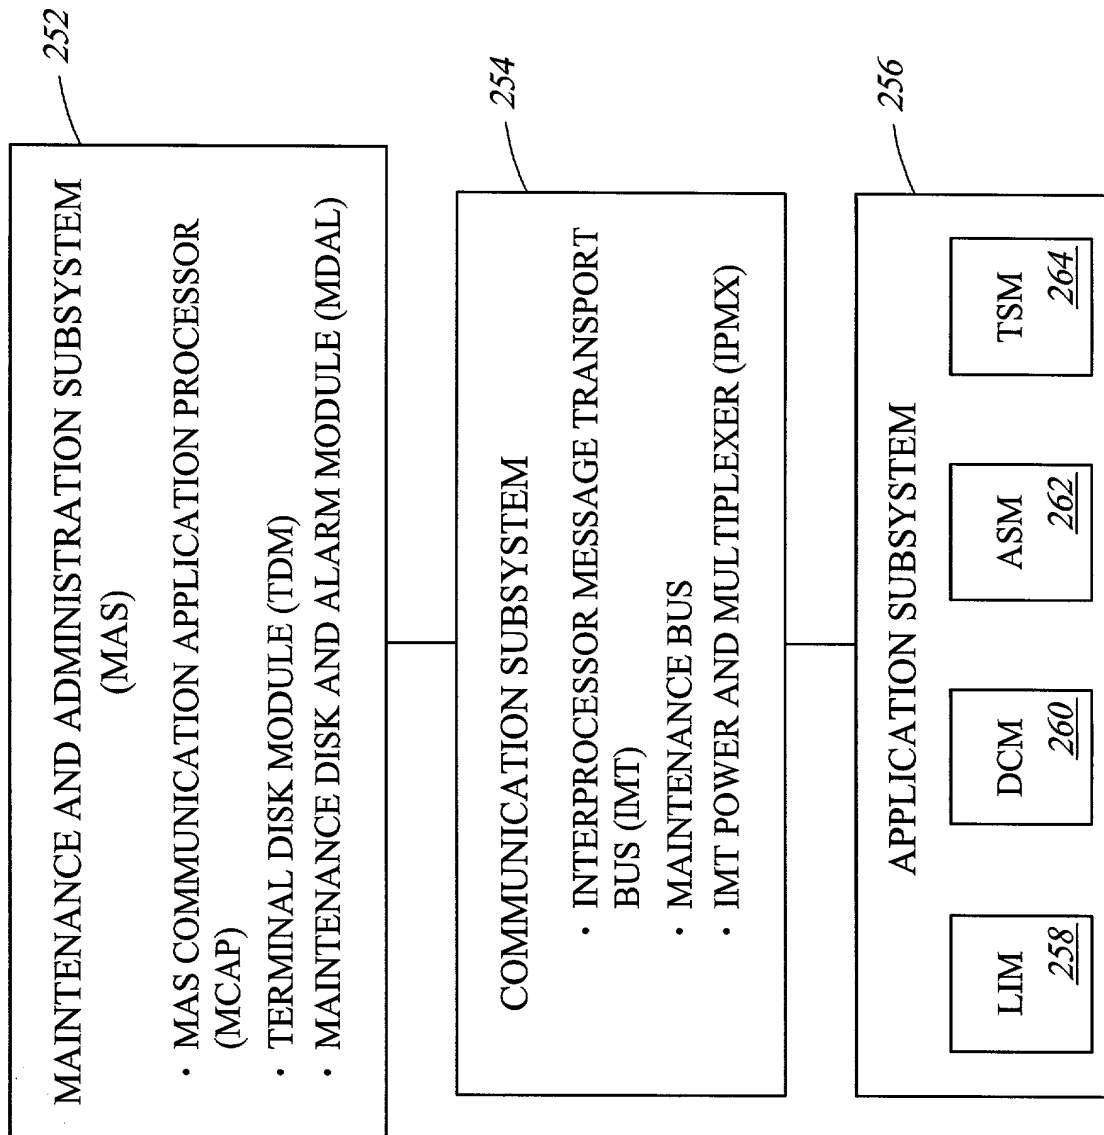 252
MAINTENANCE AND ADMINISTRATION SUBSYSTEM
(MAS)
· MAS COMMUNICATION APPLICATION PROCESSOR
(MCAP)
· TERMINAL DISK MODULE (TDM)
· MAINTENANCE DISK AND ALARM MODULE (MDAL)
254
COMMUNICATION SUBSYSTEM
· INTERPROCESSOR MESSAGE TRANSPORT
BUS (IMT)
· MAINTENANCE BUS
· IMT POWER AND MULTIPLEXER (IPMX)
256
APPLICATION SUBSYSTEM
LIM
258
DCM
260
ASM
262
TSM
264